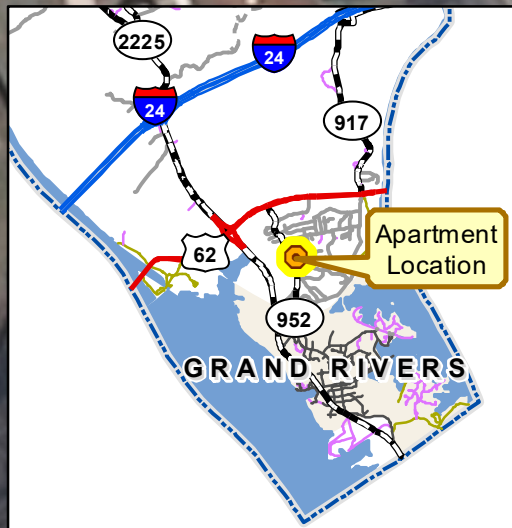 2225
24
24
917
Apartment
Location
62
952
GRAND RIVERS